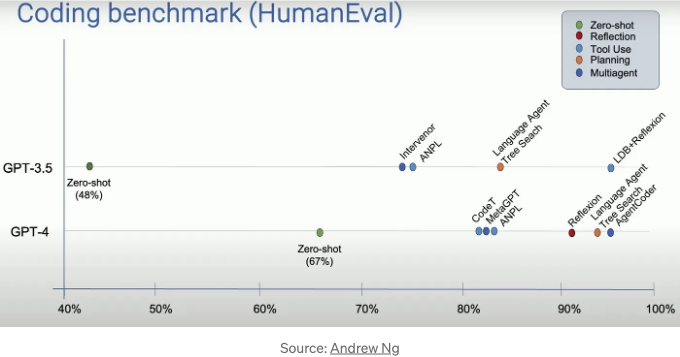 Coding benchmark (HumanEval)
Zero-shot
Reflection
Tool Use
Planning
Multiagent
GPT-3.5
Zero-shot
(48%)
Intervenor
ANPL
Language Agent
Tree Seach
LDB+Reflexion
GPT-4
Zero-shot
(67%)
CodeT
MetaGPT
ANPL
Reflexion
Language Agent
Tree Search
AgentCoder
40%
50%
60%
70%
80%
90%
100%
Source: Andrew Ng